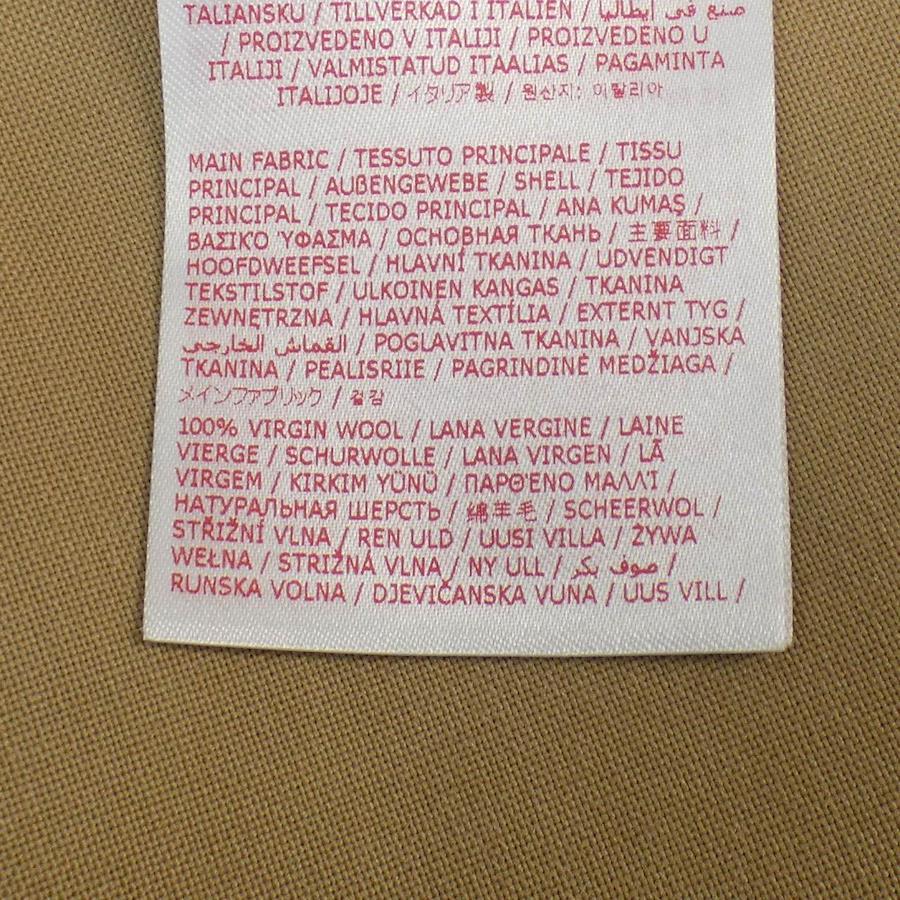 TALIANSKU / TILLVERKAD I ITALIEN / صنع في إيطاليا
/ PROIZVEDENO V ITALIJI / PROIZVEDENO U
ITALIJI / VALMISTATUD ITAALIAS / PAGAMINTA
ITALIJOJE / イタリア製 / 원산지: 이탈리아
MAIN FABRIC / TESSUTO PRINCIPALE / TISSU
PRINCIPAL / AUßENGEWEBE / SHELL / TEJIDO
PRINCIPAL / TECIDO PRINCIPAL / ANA KUMAŞ /
ΒΑΣΙΚΌ ΎΦΑΣΜΑ / ОСНОВНАЯ ТКАНЬ / 主要面料 /
HOOFDWEEFSEL / HLAVNÍ TKANINA / UDVENDIGT
TEKSTILSTOF / ULKOINEN KANGAS / TKANINA
ZEWNĘTRZNA / HLAVNÁ TEXTÍLIA / EXTERNT TYG /
القماش الخارجي / POGLAVITNA TKANINA / VANJSKA
TKANINA / PEALISRIIE / PAGRINDINĖ MEDŽIAGA /
メインファブリック / 겉감
100% VIRGIN WOOL / LANA VERGINE / LAINE
VIERGE / SCHURWOLLE / LANA VIRGEN / LÃ
VIRGEM / KIRKIM YÜNÜ / ΠΑΡΘΈΝΟ ΜΑΛΛΊ /
НАТУРАЛЬНАЯ ШЕРСТЬ / 绵羊毛 / SCHEERWOL /
STŘIŽNÍ VLNA / REN ULD / UUSI VILLA / ŻYWA
WEŁNA / STRIŽNÁ VLNA / NY ULL / صوف بكر /
RUNSKA VOLNA / DJEVIČANSKA VUNA / UUS VILL /